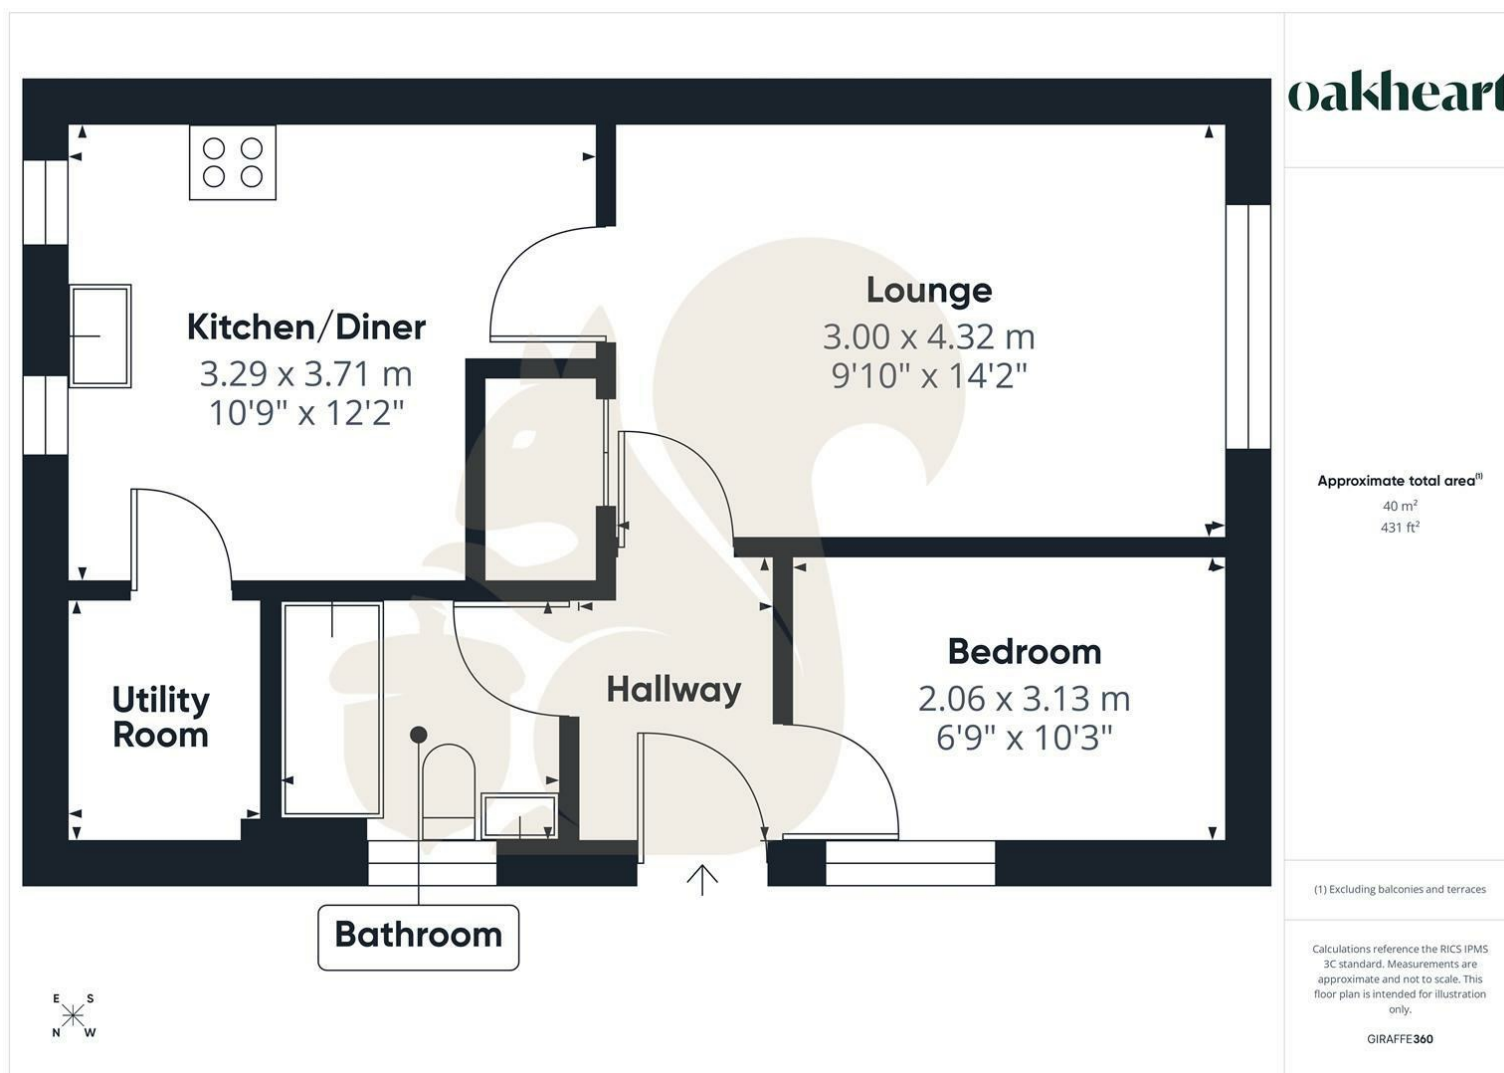 oakheart
Kitchen/Diner
3.29 x 3.71 m
10'9" x 12'2"
Lounge
3.00 x 4.32 m
9'10" x 14'2"
Utility
Room
Hallway
Bedroom
2.06 x 3.13 m
6'9" x 10'3"
Bathroom
E S
N W
Approximate total area(1)
40 m²
431 ft²
(1) Excluding balconies and terraces
Calculations reference the RICS IPMS
3C standard. Measurements are
approximate and not to scale. This
floor plan is intended for illustration
only.
GIRAFFE360